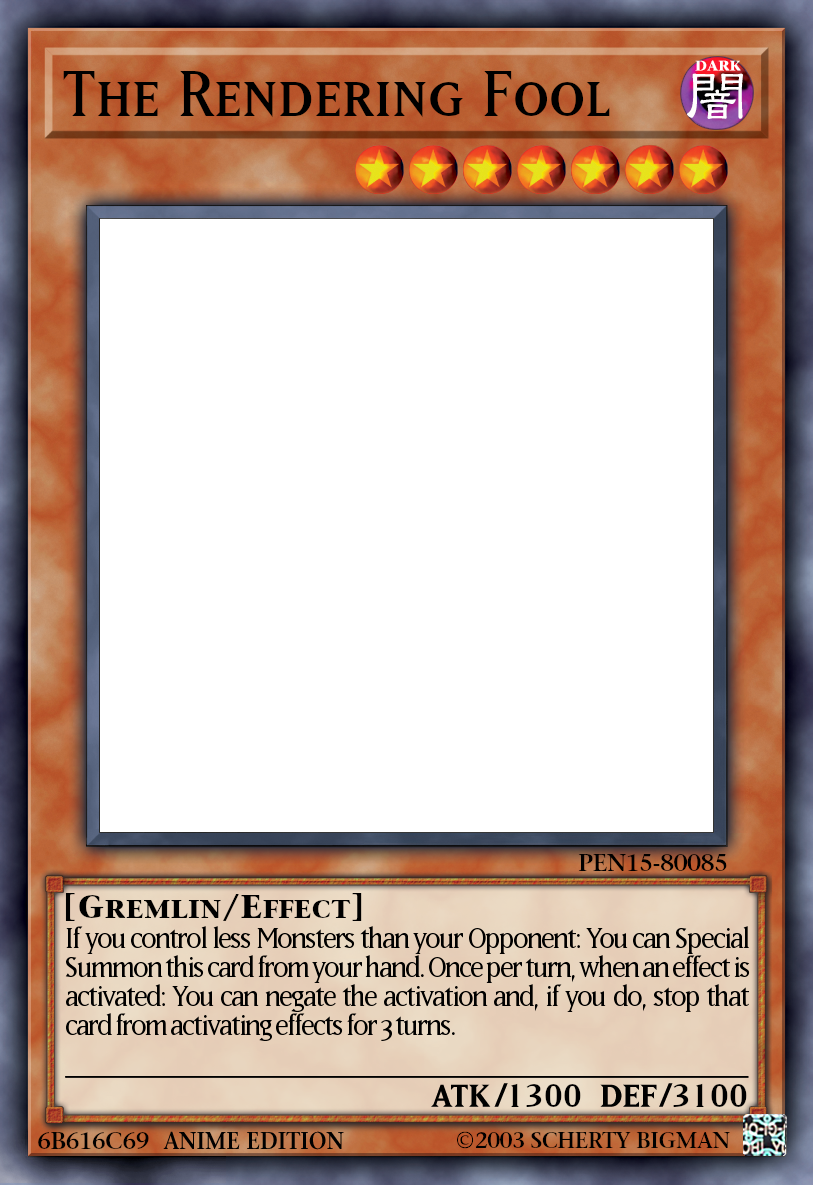 The Rendering Fool
DARK
闇
PEN15-80085
[Gremlin/Effect]
If you control less Monsters than your Opponent: You can Special
Summon this card from your hand. Once per turn, when an effect is
activated: You can negate the activation and, if you do, stop that
card from activating effects for 3 turns.
ATK/1300 DEF/3100
6B616C69 ANIME EDITION ©2003 SCHERTY BIGMAN